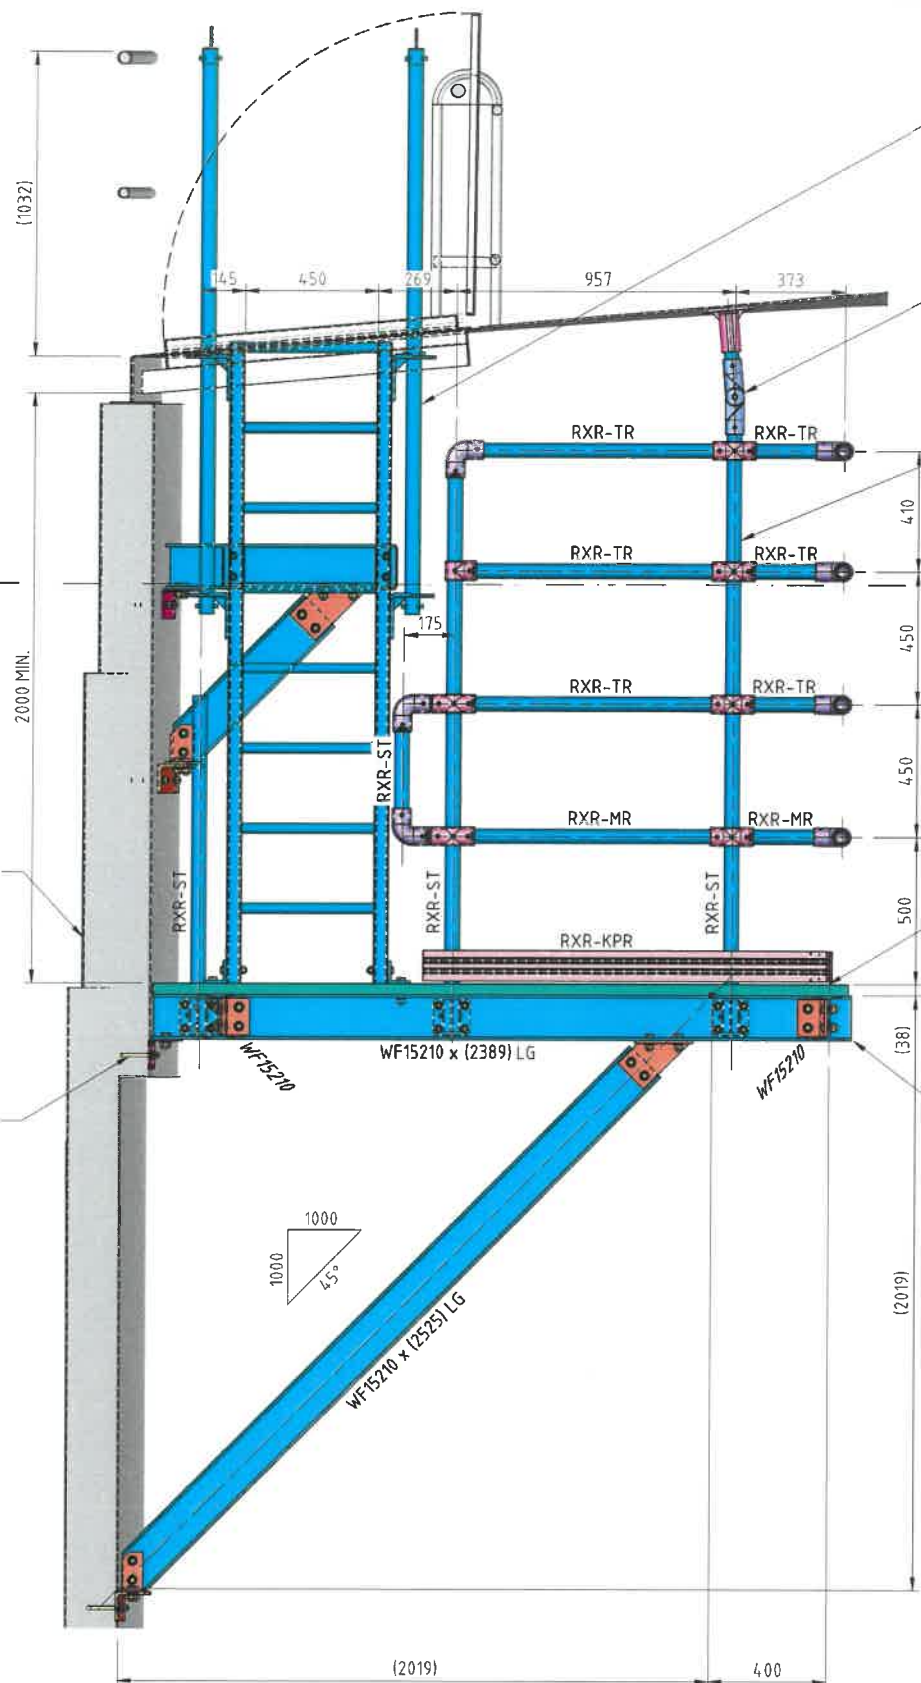 (1032)
145
450
269
957
373
RXR-TR
RXR-TR
410
RXR-TR
RXR-TR
175
450
2000 MIN.
RXR-TR
RXR-TR
RXR-ST
450
RXR-MR
RXR-MR
RXR-ST
RXR-ST
RXR-ST
500
RXR-KPR
WF15210
WF15210 x (2389) LG
WF15210
(38)
1000
1000
45°
WF15210 x (2525) LG
(2019)
(2019)
400